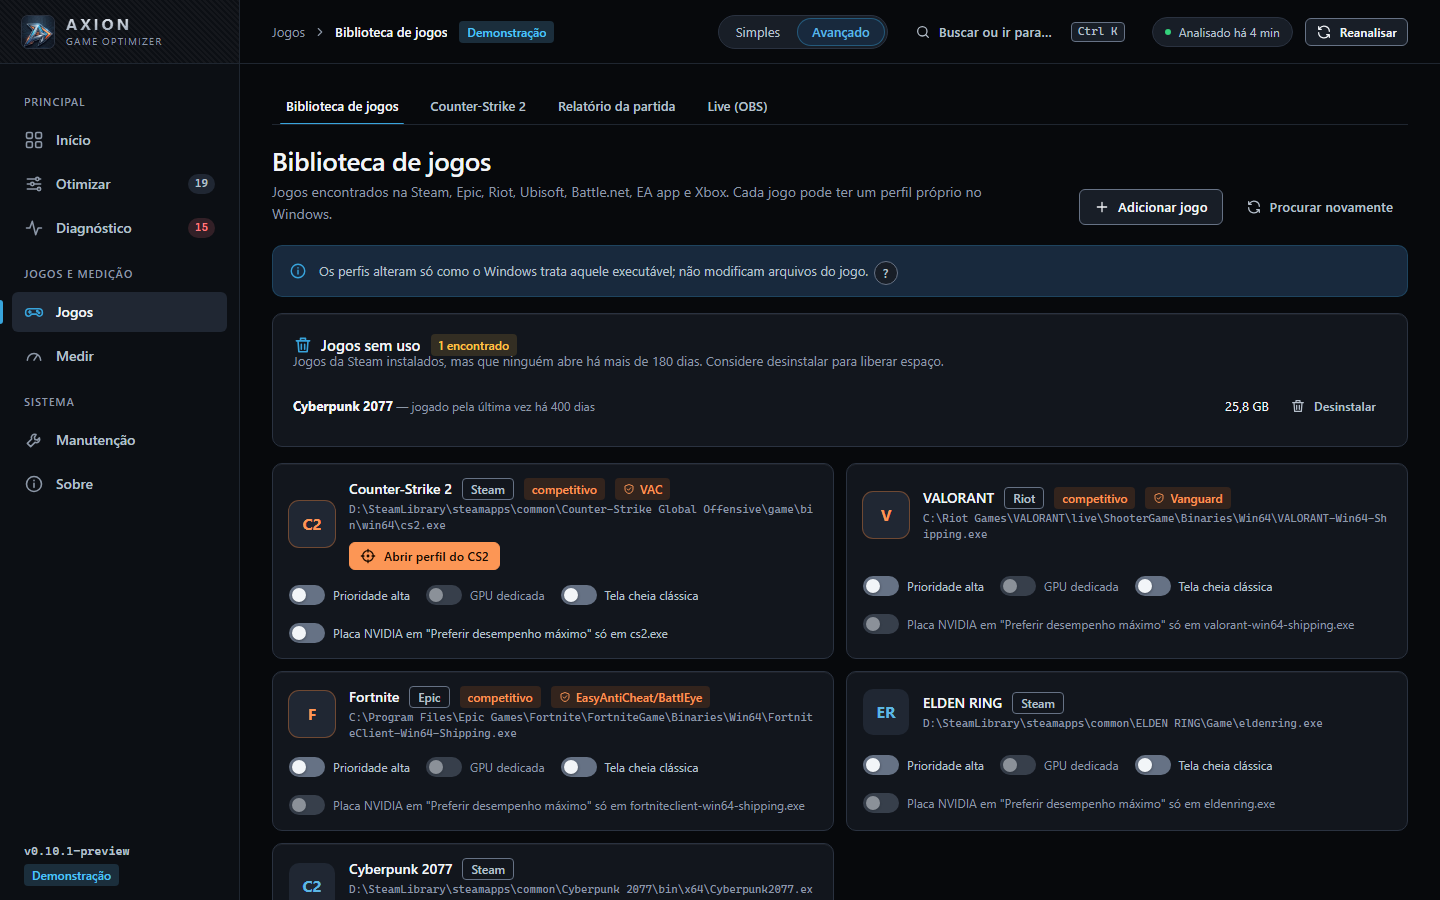 AXION
GAME OPTIMIZER
Jogos > Biblioteca de jogos Demonstração
Simples Avançado
Buscar ou ir para... Ctrl K
Analisado há 4 min
Reanalisar
PRINCIPAL
Início
Otimizar 19
Diagnóstico 15
JOGOS E MEDIÇÃO
Jogos
Medir
SISTEMA
Manutenção
Sobre
v0.10.1-preview
Demonstração
Biblioteca de jogos Counter-Strike 2 Relatório da partida Live (OBS)
Biblioteca de jogos
Jogos encontrados na Steam, Epic, Riot, Ubisoft, Battle.net, EA app e Xbox. Cada jogo pode ter um perfil próprio no
Windows.
+ Adicionar jogo
Procurar novamente
Os perfis alteram só como o Windows trata aquele executável; não modificam arquivos do jogo. ?
Jogos sem uso 1 encontrado
Jogos da Steam instalados, mas que ninguém abre há mais de 180 dias. Considere desinstalar para liberar espaço.
Cyberpunk 2077 — jogado pela última vez há 400 dias
25,8 GB
Desinstalar
C2
Counter-Strike 2 Steam competitivo VAC
D:\SteamLibrary\steamapps\common\Counter-Strike Global Offensive\game\bi
n\win64\cs2.exe
Abrir perfil do CS2
Prioridade alta GPU dedicada Tela cheia clássica
Placa NVIDIA em "Preferir desempenho máximo" só em cs2.exe
V
VALORANT Riot competitivo Vanguard
C:\Riot Games\VALORANT\live\ShooterGame\Binaries\Win64\VALORANT-Win64-Sh
ipping.exe
Prioridade alta GPU dedicada Tela cheia clássica
Placa NVIDIA em "Preferir desempenho máximo" só em valorant-win64-shipping.exe
F
Fortnite Epic competitivo EasyAntiCheat/BattlEye
C:\Program Files\Epic Games\Fortnite\FortniteGame\Binaries\Win64\Fortnit
eClient-Win64-Shipping.exe
Prioridade alta GPU dedicada Tela cheia clássica
Placa NVIDIA em "Preferir desempenho máximo" só em fortniteclient-win64-shipping.exe
ER
ELDEN RING Steam
D:\SteamLibrary\steamapps\common\ELDEN RING\Game\eldenring.exe
Prioridade alta GPU dedicada Tela cheia clássica
Placa NVIDIA em "Preferir desempenho máximo" só em eldenring.exe
C2
Cyberpunk 2077 Steam
D:\SteamLibrary\steamapps\common\Cyberpunk 2077\bin\x64\Cyberpunk2077.ex